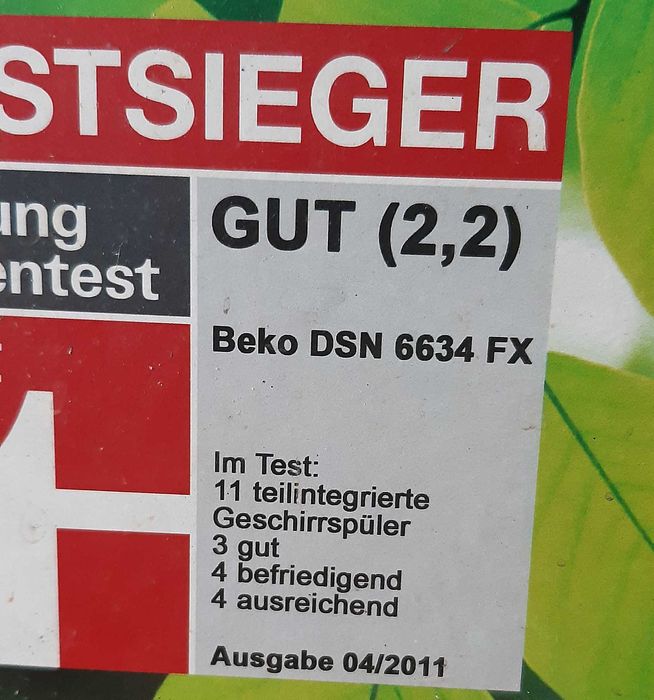 STSIEGER
ung
entest
GUT (2,2)
Beko DSN 6634 FX
Im Test:
11 teilintegrierte
Geschirrspüler
3 gut
4 befriedigend
4 ausreichend
Ausgabe 04/2011